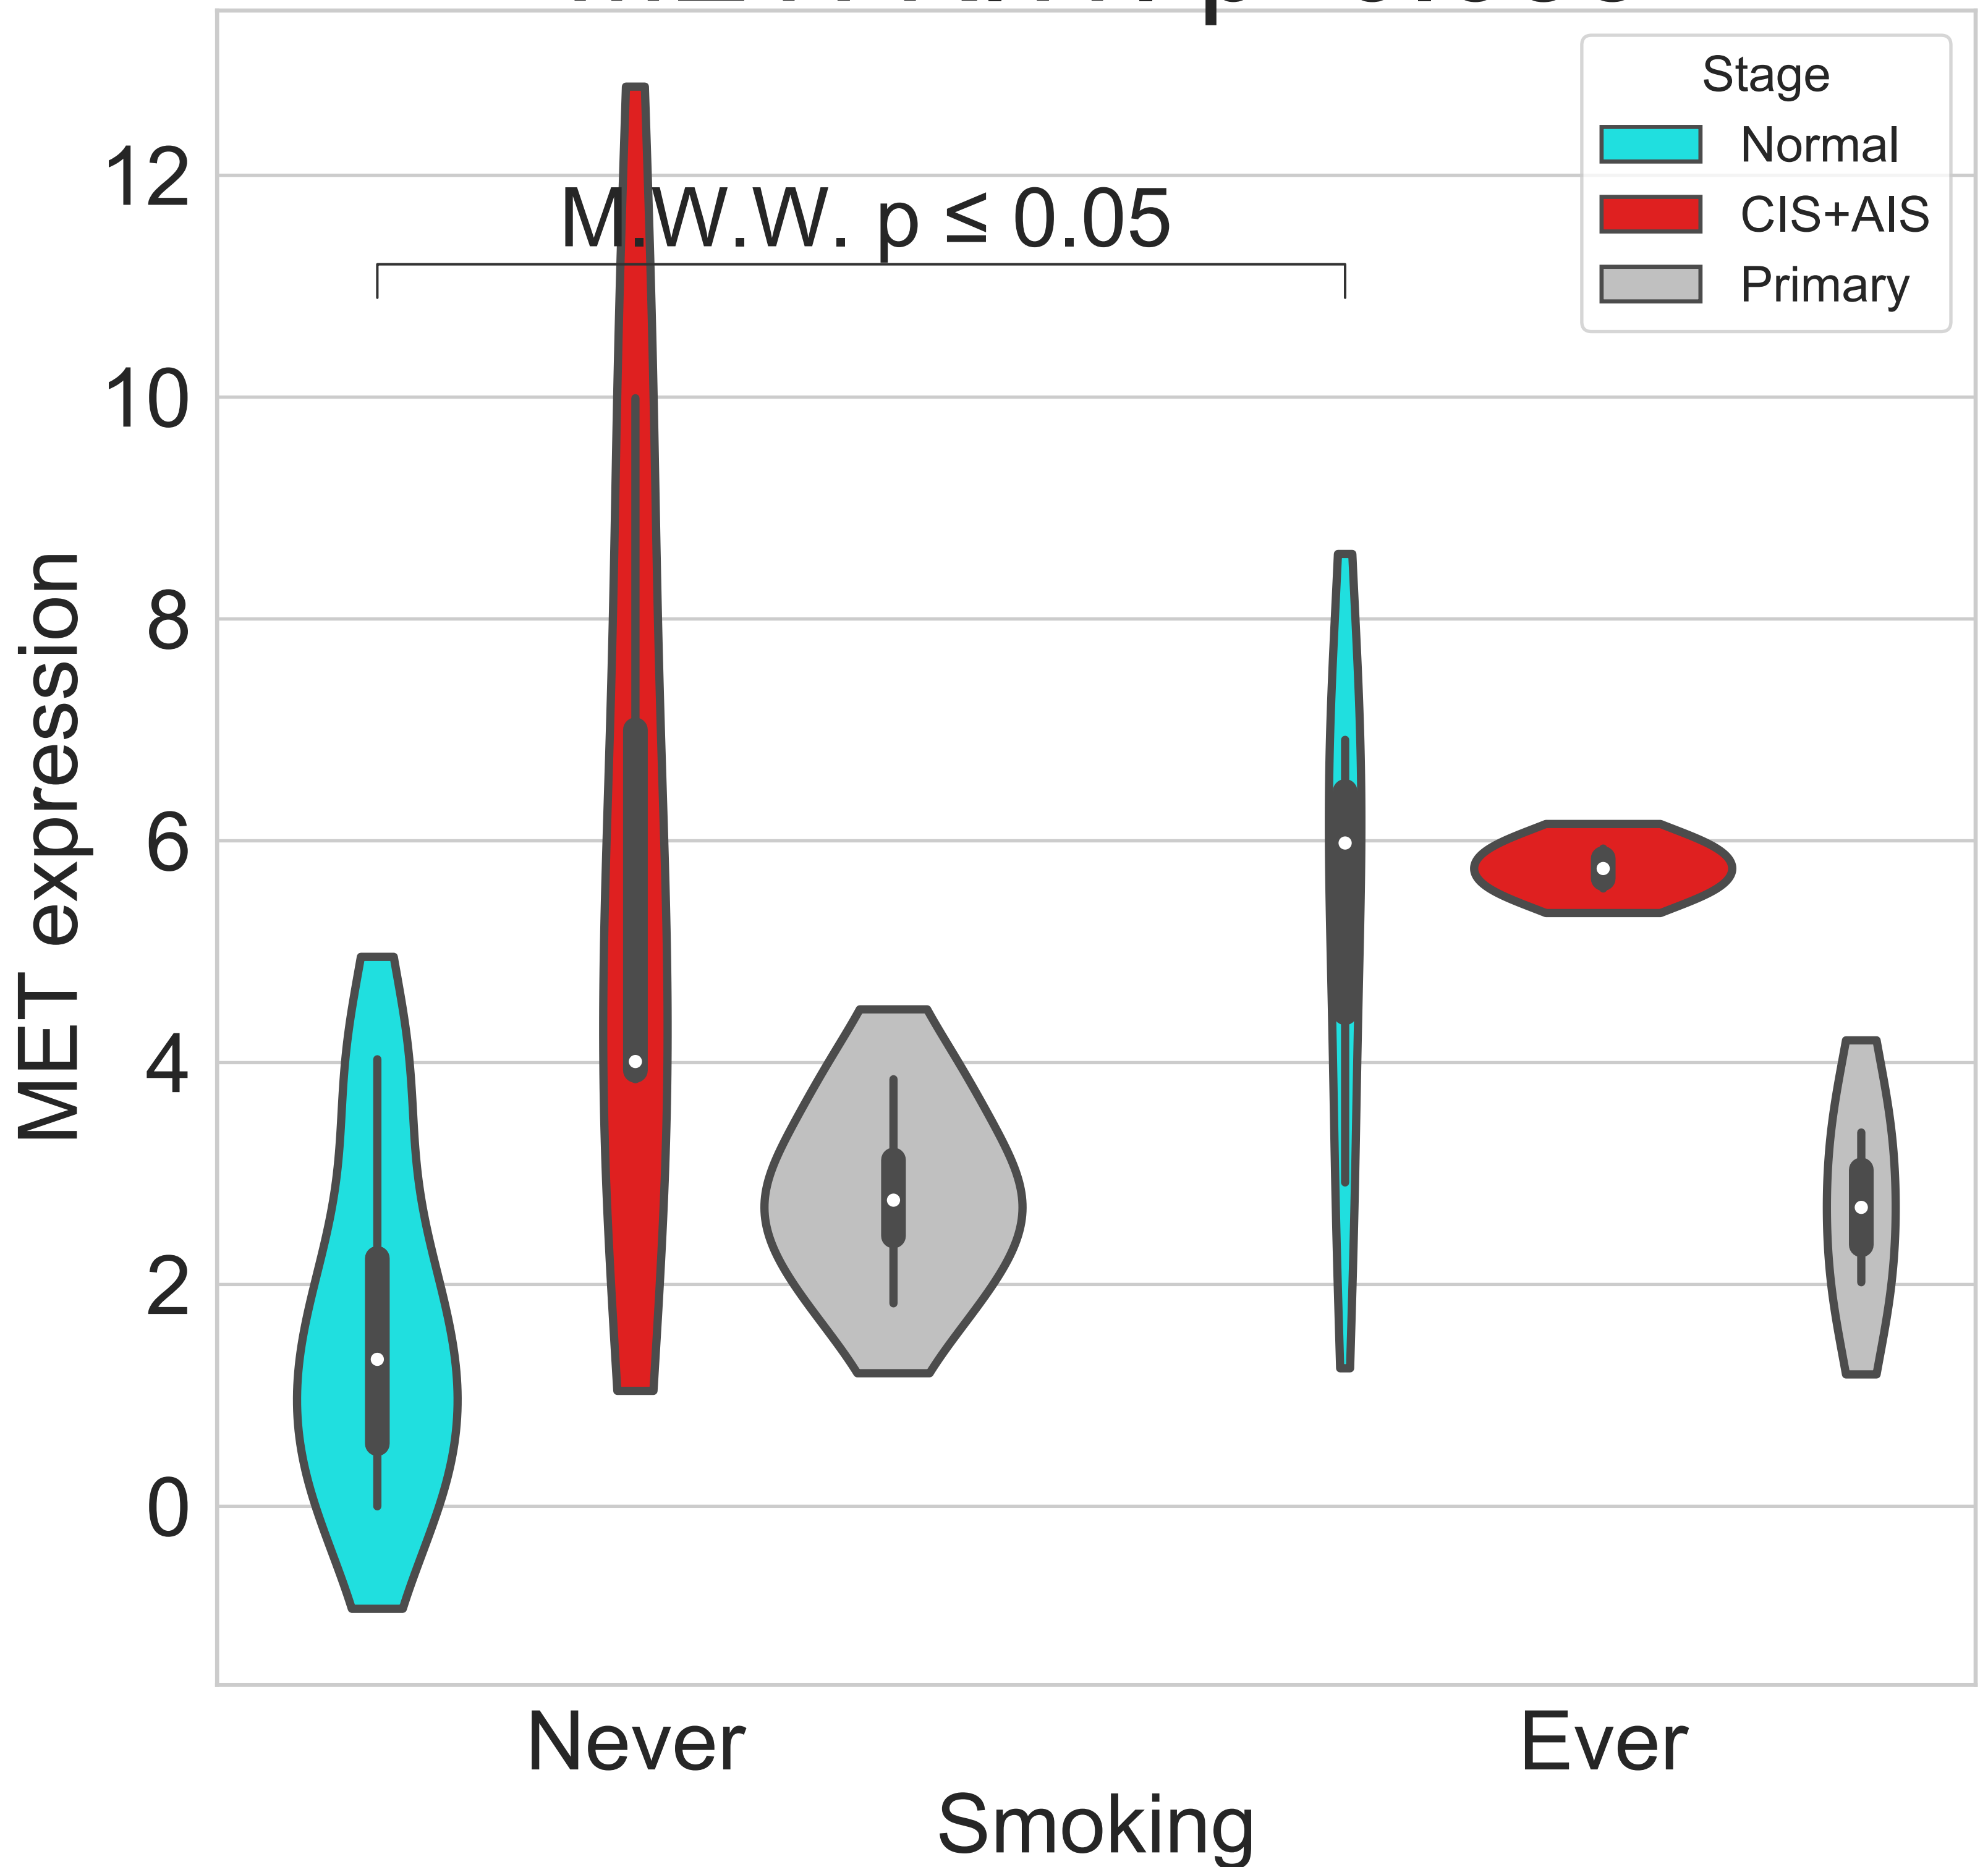 Stage
Normal
CIS+AIS
Primary
M.W.W. p ≤ 0.05
12
10
8
6
4
2
0
MET expression
Never
Ever
Smoking